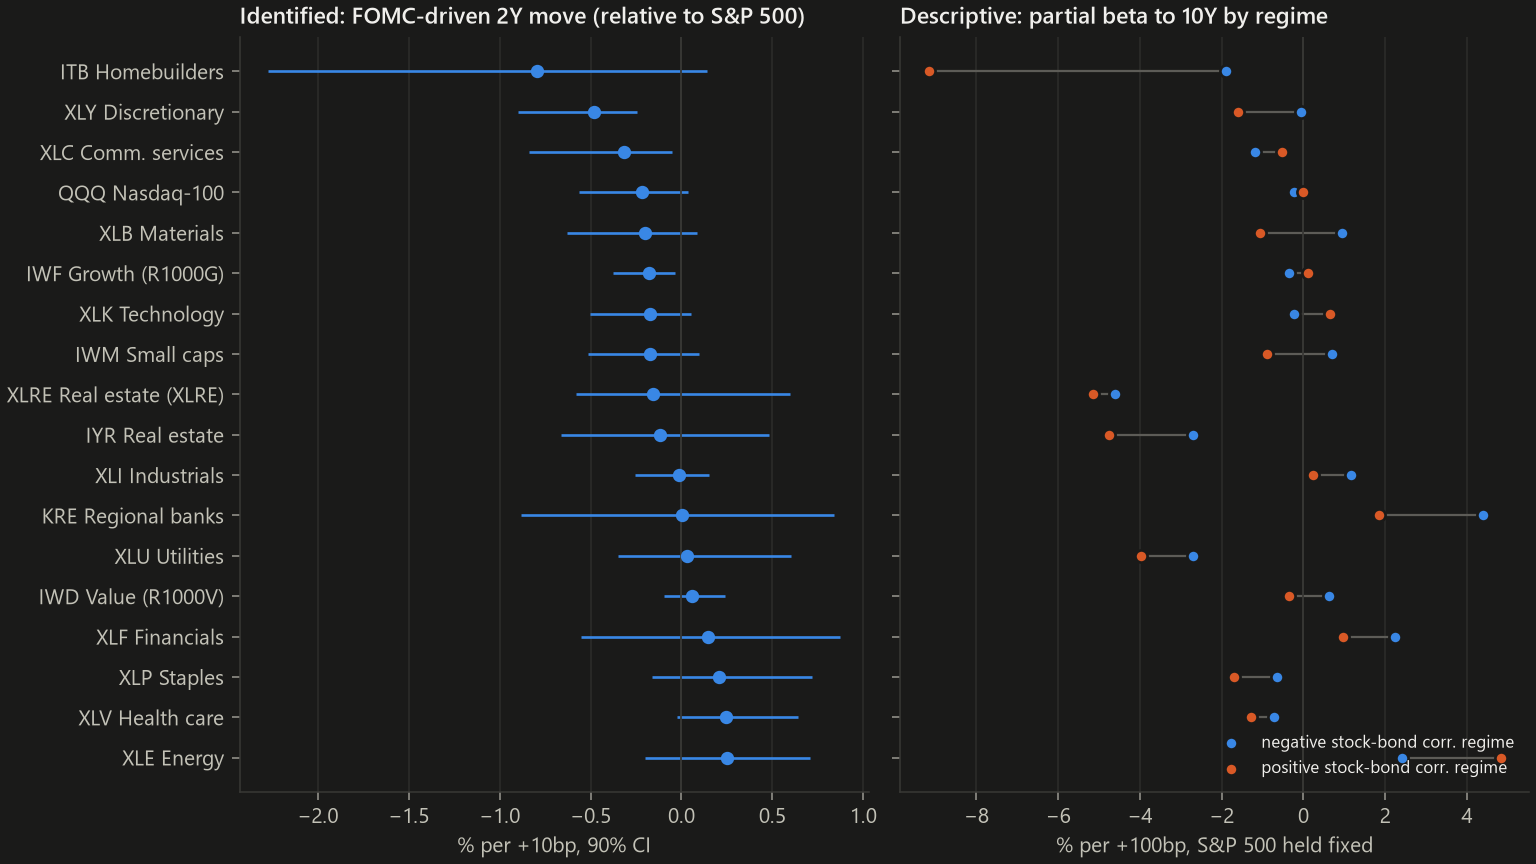 Identified: FOMC-driven 2Y move (relative to S&P 500)
Descriptive: partial beta to 10Y by regime
ITB Homebuilders
XLY Discretionary
XLC Comm. services
QQQ Nasdaq-100
XLB Materials
IWF Growth (R1000G)
XLK Technology
IWM Small caps
XLRE Real estate (XLRE)
IYR Real estate
XLI Industrials
KRE Regional banks
XLU Utilities
IWD Value (R1000V)
XLF Financials
XLP Staples
XLV Health care
XLE Energy
negative stock-bond corr. regime
positive stock-bond corr. regime
−2.0 −1.5 −1.0 −0.5 0.0 0.5 1.0
−8 −6 −4 −2 0 2 4
% per +10bp, 90% CI
% per +100bp, S&P 500 held fixed